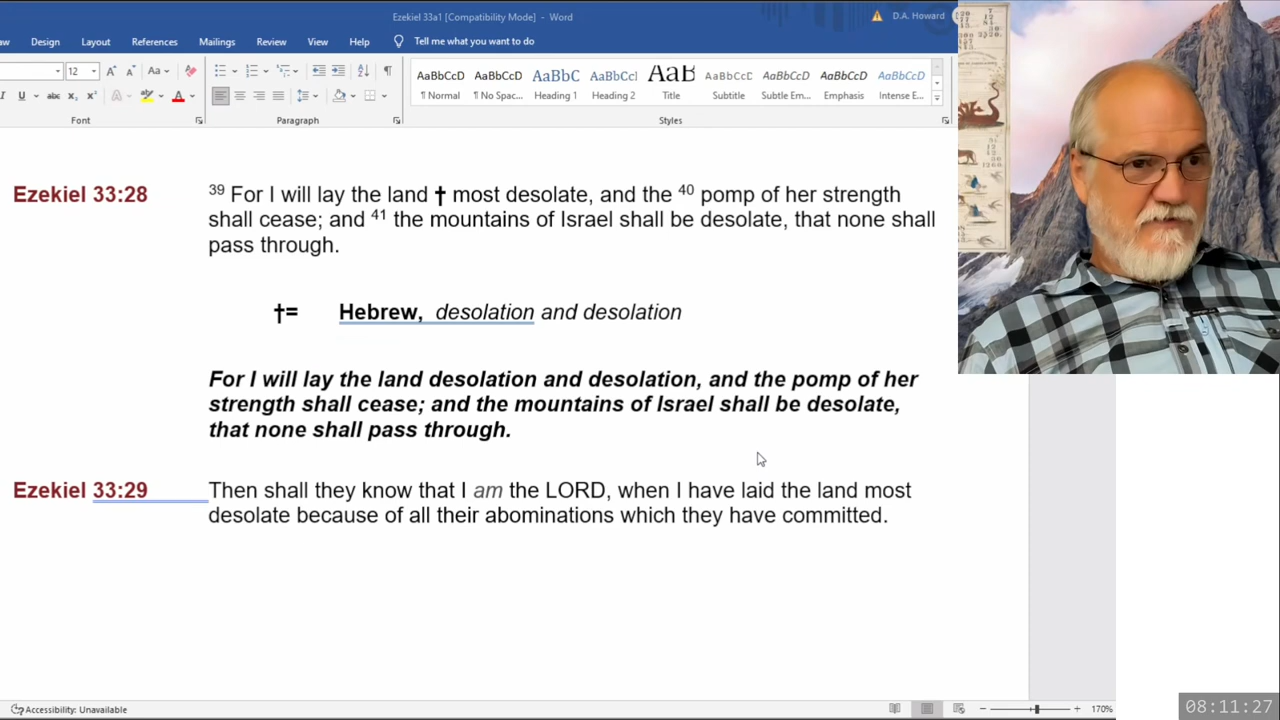 Ezekiel 33a1 [Compatibility Mode] - Word
D.A. Howard
aw Design Layout References Mailings Review View Help Tell me what you want to do
12
Aa
AaBbCcD AaBbCcD AaBbC AaBbCcl AaB AaBbCcD AaBbCcD AaBbCcD AaBbCcD
¶ Normal ¶ No Spac... Heading 1 Heading 2 Title Subtitle Subtle Em... Emphasis Intense E...
Font Paragraph Styles
Ezekiel 33:28 39 For I will lay the land ✝ most desolate, and the 40 pomp of her strength
shall cease; and 41 the mountains of Israel shall be desolate, that none shall
pass through.
✝= Hebrew, desolation and desolation
For I will lay the land desolation and desolation, and the pomp of her
strength shall cease; and the mountains of Israel shall be desolate,
that none shall pass through.
Ezekiel 33:29 Then shall they know that I am the LORD, when I have laid the land most
desolate because of all their abominations which they have committed.
Accessibility: Unavailable
170%
08:11:27